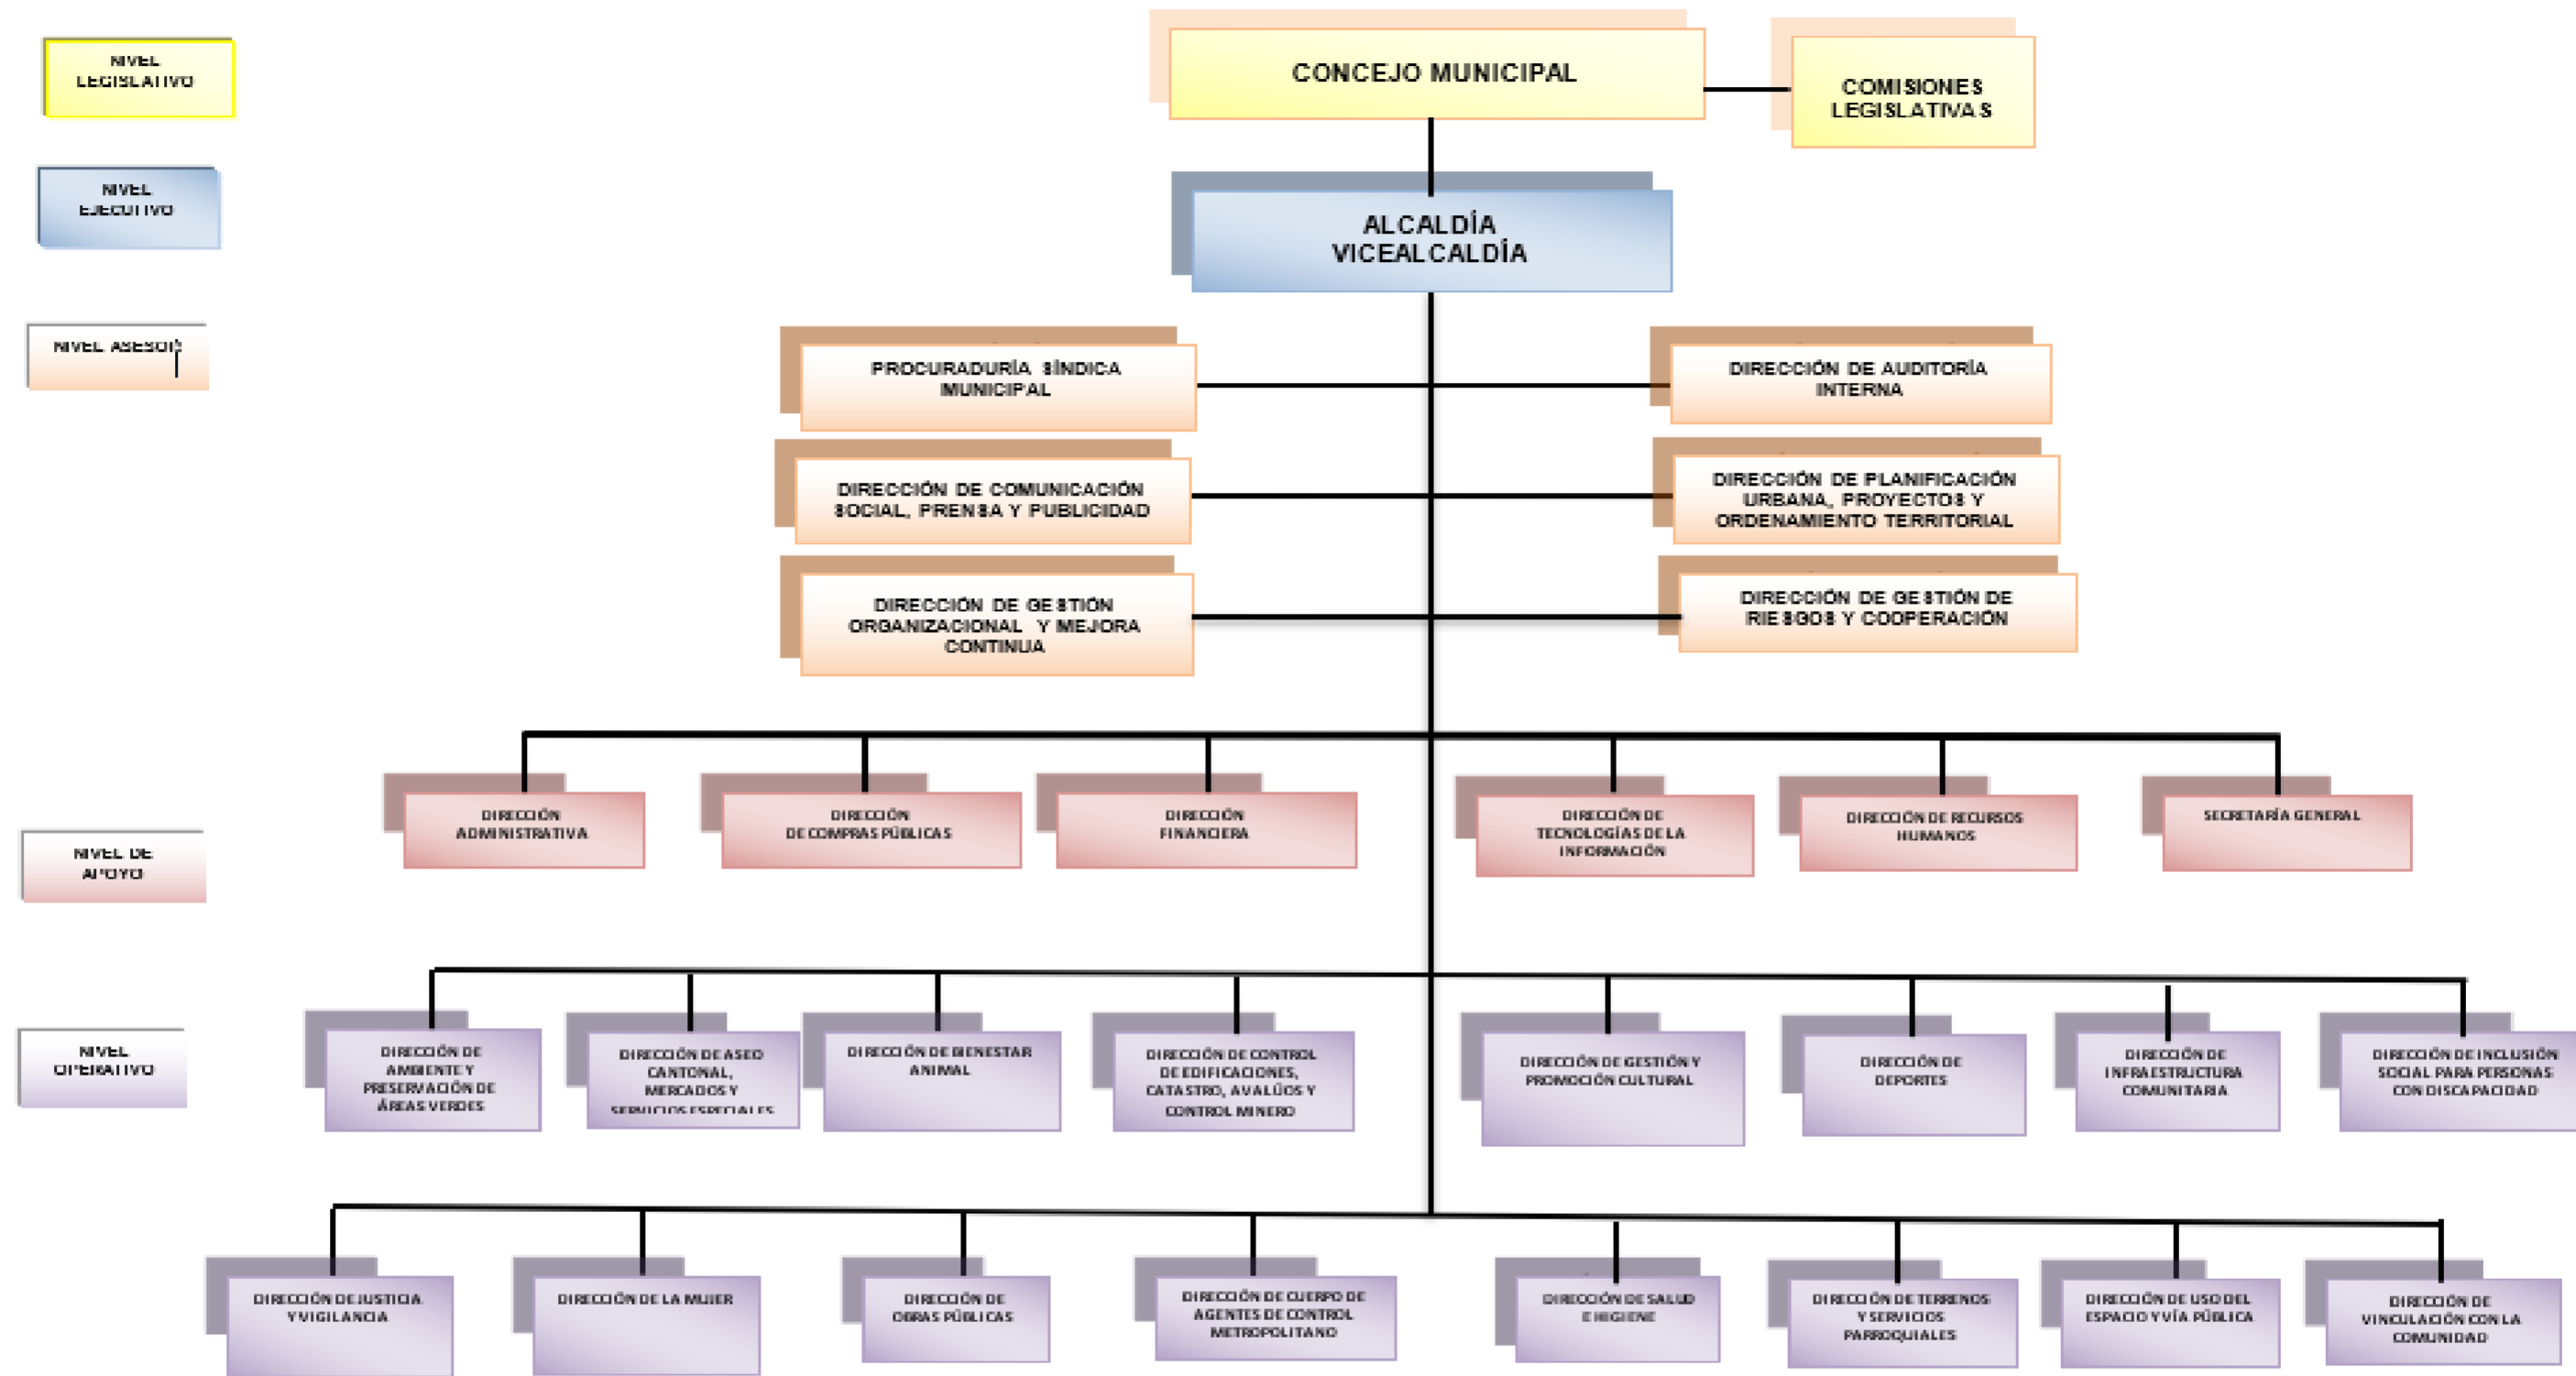 NIVEL
LEGISLATIVO
CONCEJO MUNICIPAL
COMISIONES
LEGISLATIVAS
NIVEL
EJECUTIVO
ALCALDÍA
VICEALCALDÍA
NIVEL ASESOR
PROCURADURÍA SÍNDICA
MUNICIPAL
DIRECCIÓN DE AUDITORÍA
INTERNA
DIRECCIÓN DE COMUNICACIÓN
SOCIAL, PRENSA Y PUBLICIDAD
DIRECCIÓN DE PLANIFICACIÓN
URBANA, PROYECTOS Y
ORDENAMIENTO TERRITORIAL
DIRECCIÓN DE GESTIÓN
ORGANIZACIONAL Y MEJORA
CONTINUA
DIRECCIÓN DE GESTIÓN DE
RIESGOS Y COOPERACIÓN
NIVEL DE
APOYO
DIRECCIÓN
ADMINISTRATIVA
DIRECCIÓN
DE COMPRAS PÚBLICAS
DIRECCIÓN
FINANCIERA
DIRECCIÓN DE
TECNOLOGÍAS DE LA
INFORMACIÓN
DIRECCIÓN DE RECURSOS
HUMANOS
SECRETARÍA GENERAL
NIVEL
OPERATIVO
DIRECCIÓN DE
AMBIENTE Y
PRESERVACIÓN DE
ÁREAS VERDES
DIRECCIÓN DE ASEO
CANTONAL,
MERCADOS Y
SERVICIOS ESPECIALES
DIRECCIÓN DE BIENESTAR
ANIMAL
DIRECCIÓN DE CONTROL
DE EDIFICACIONES,
CATASTRO, AVALÚOS Y
CONTROL MINERO
DIRECCIÓN DE GESTIÓN Y
PROMOCIÓN CULTURAL
DIRECCIÓN DE
DEPORTES
DIRECCIÓN DE
INFRAESTRUCTURA
COMUNITARIA
DIRECCIÓN DE INCLUSIÓN
SOCIAL PARA PERSONAS
CON DISCAPACIDAD
DIRECCIÓN DE JUSTICIA
Y VIGILANCIA
DIRECCIÓN DE LA MUJER
DIRECCIÓN DE
OBRAS PÚBLICAS
DIRECCIÓN DE CUERPO DE
AGENTES DE CONTROL
METROPOLITANO
DIRECCIÓN DE SALUD
E HIGIENE
DIRECCIÓN DE TERRENOS
Y SERVICIOS
PARROQUIALES
DIRECCIÓN DE USO DEL
ESPACIO Y VÍA PÚBLICA
DIRECCIÓN DE
VINCULACIÓN CON LA
COMUNIDAD